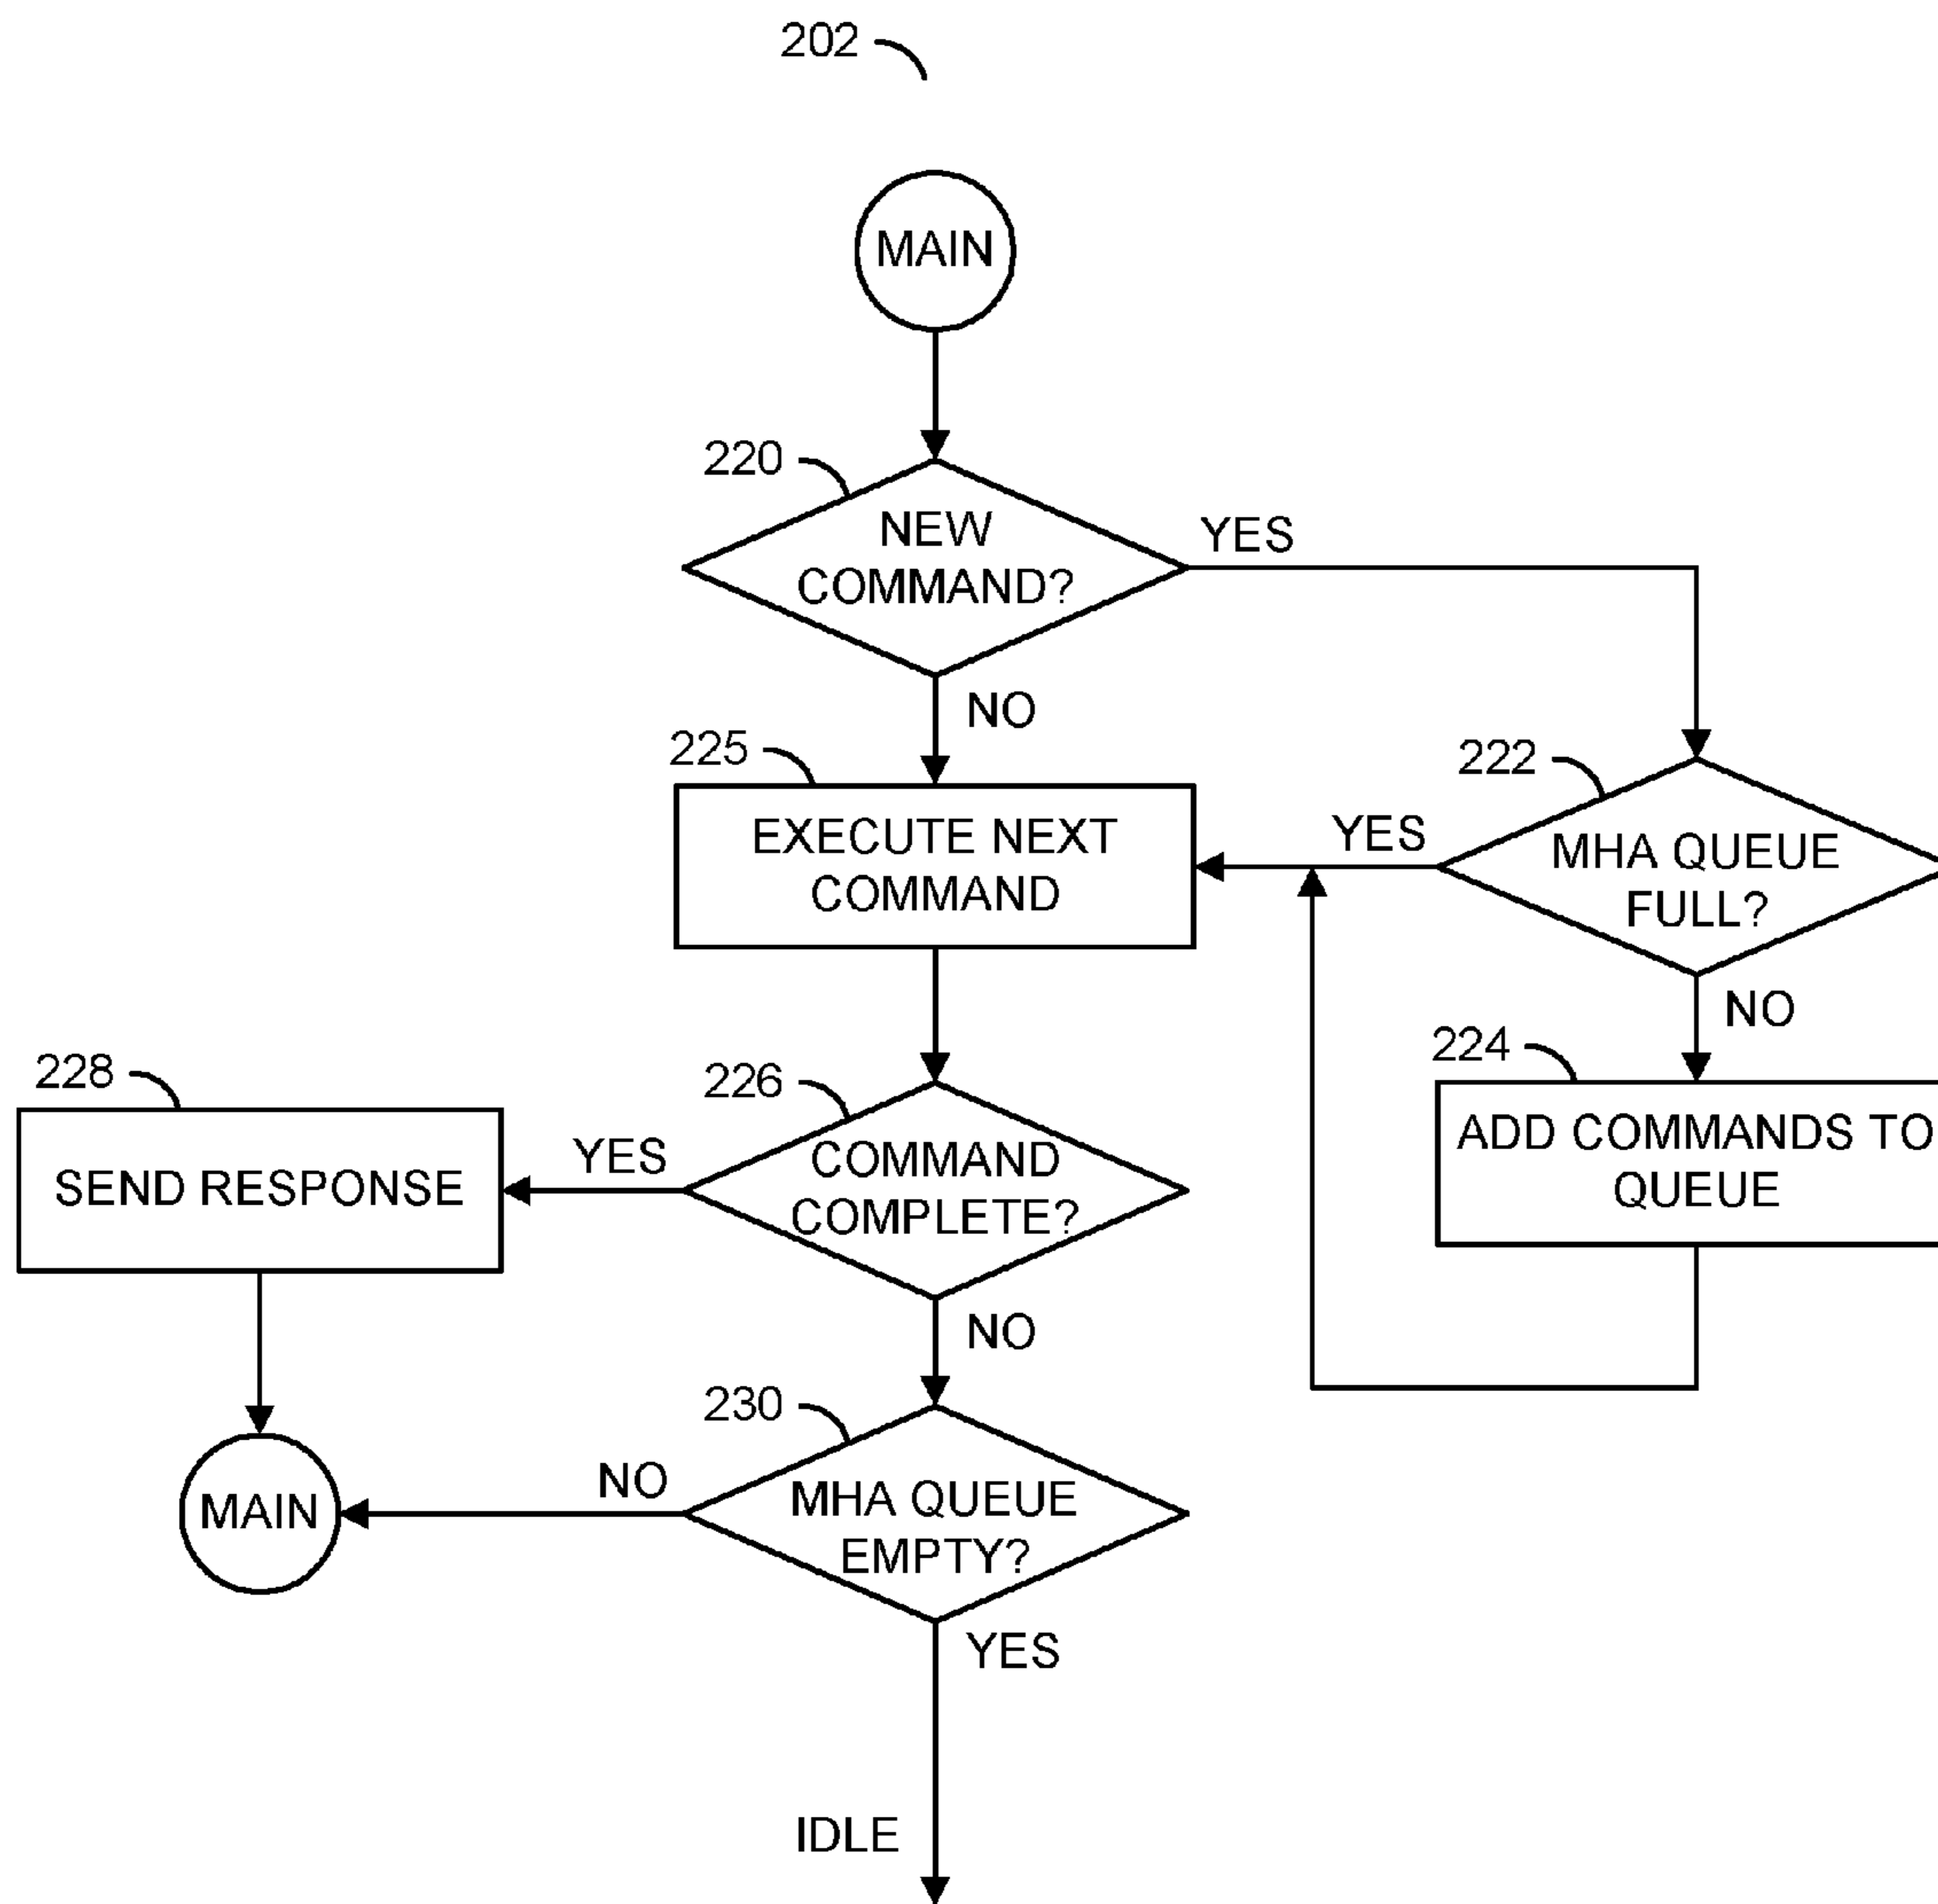 202
MAIN
220
NEW
COMMAND?
YES
NO
225
EXECUTE NEXT
COMMAND
YES
222
MHA QUEUE
FULL?
NO
224
ADD COMMANDS TO
QUEUE
226
COMMAND
COMPLETE?
YES
228
SEND RESPONSE
NO
230
MHA QUEUE
EMPTY?
NO
MAIN
YES
IDLE